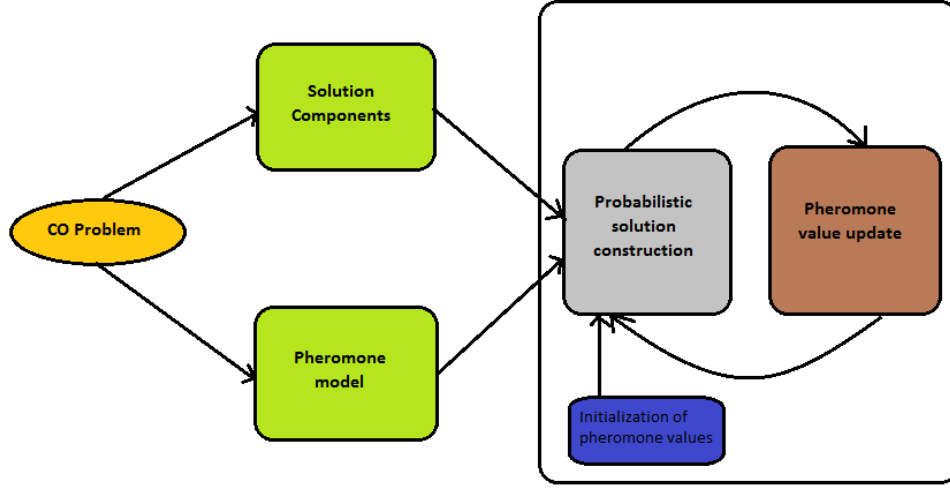 Solution
Components
CO Problem
Probabilistic
solution
construction
Pheromone
value update
Pheromone
model
Initialization of
pheromone values